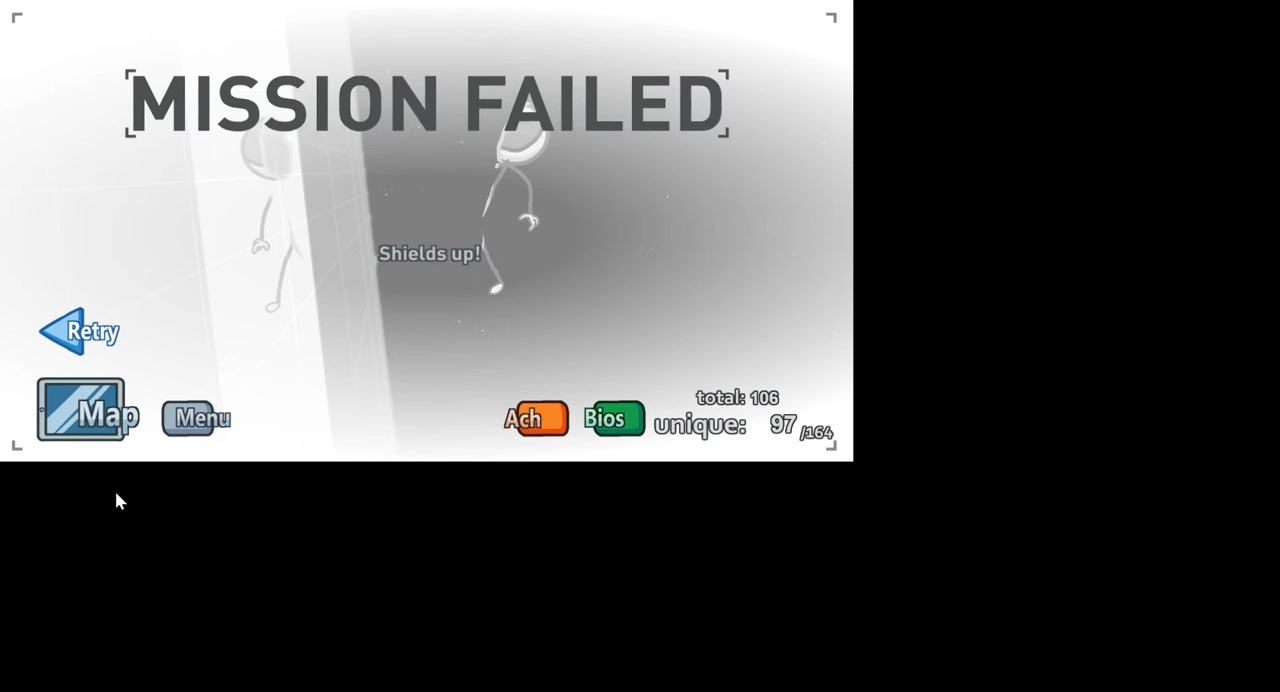 MISSION FAILED
Shields up!
Retry
Map
Menu
Ach
Bios
total: 106
unique: 97/164